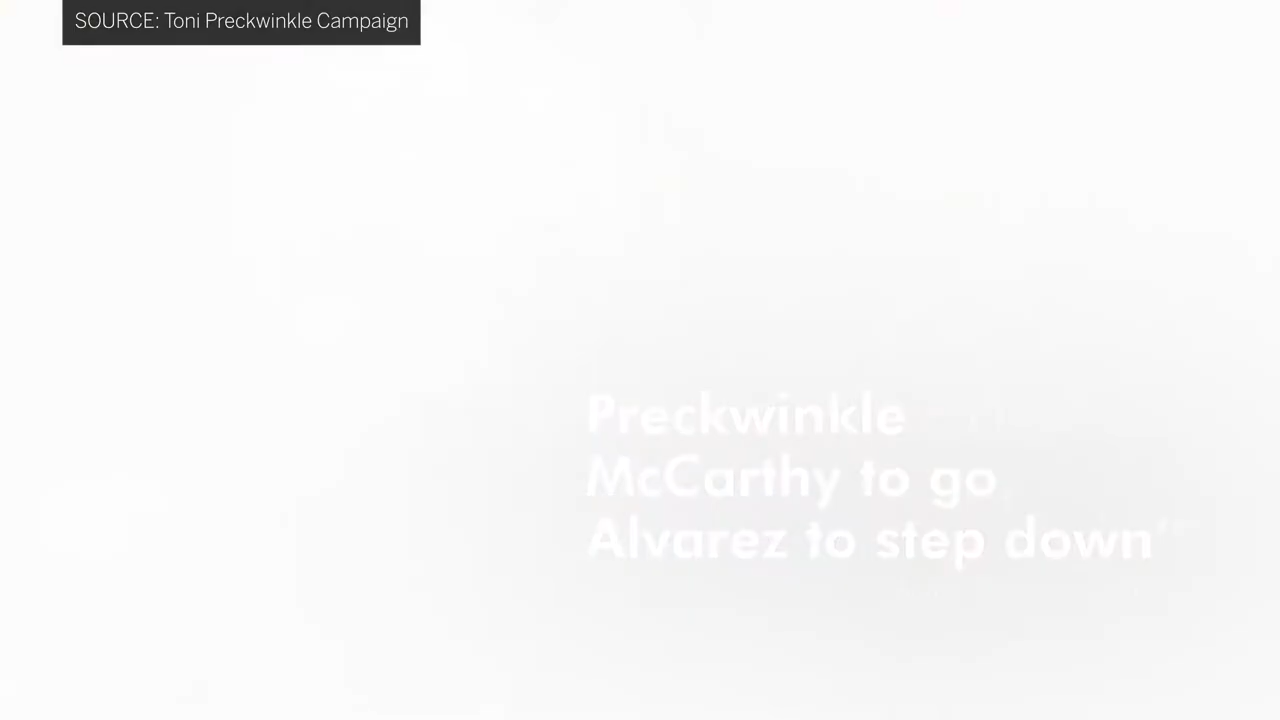 SOURCE: Toni Preckwinkle Campaign
Preckwinkle
McCarthy to go
Alvarez to step down"